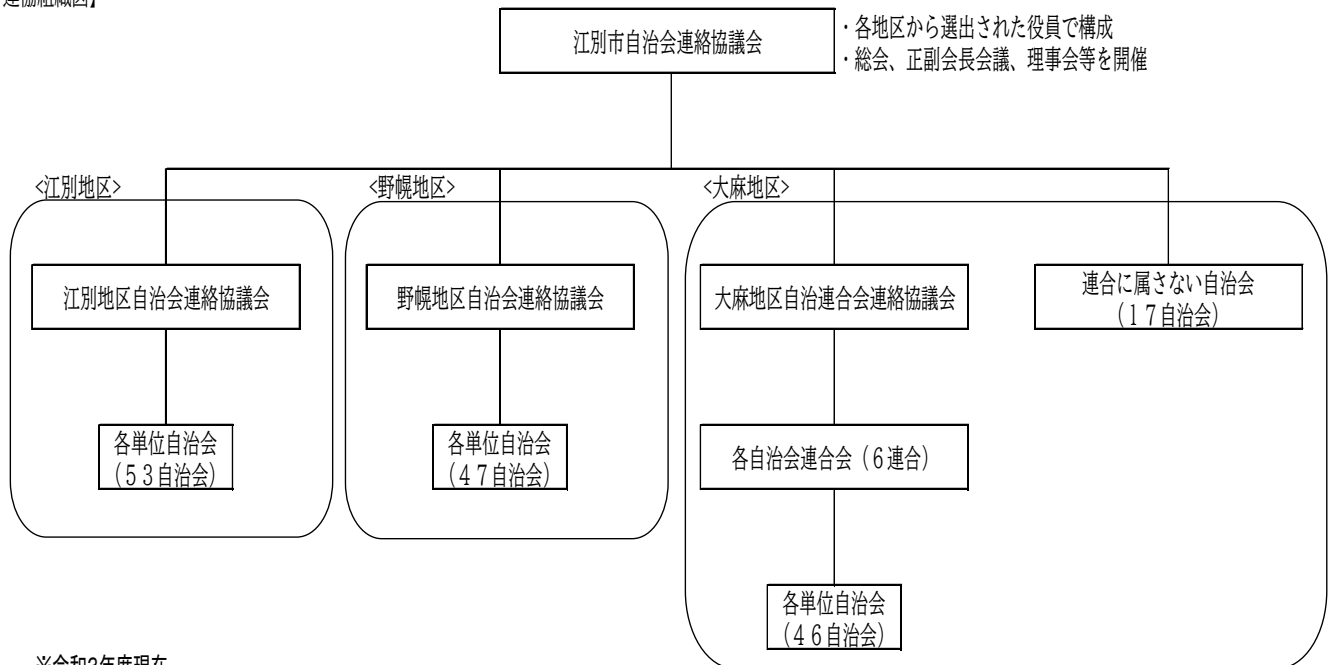 江別市自治会連絡協議会
・各地区から選出された役員で構成
・総会、正副会長会議、理事会等を開催
<江別地区>
<野幌地区>
<大麻地区>
江別地区自治会連絡協議会
野幌地区自治会連絡協議会
大麻地区自治連合会連絡協議会
連合に属さない自治会
(17自治会)
各単位自治会
(53自治会)
各単位自治会
(47自治会)
各自治会連合会(6連合)
各単位自治会
(46自治会)